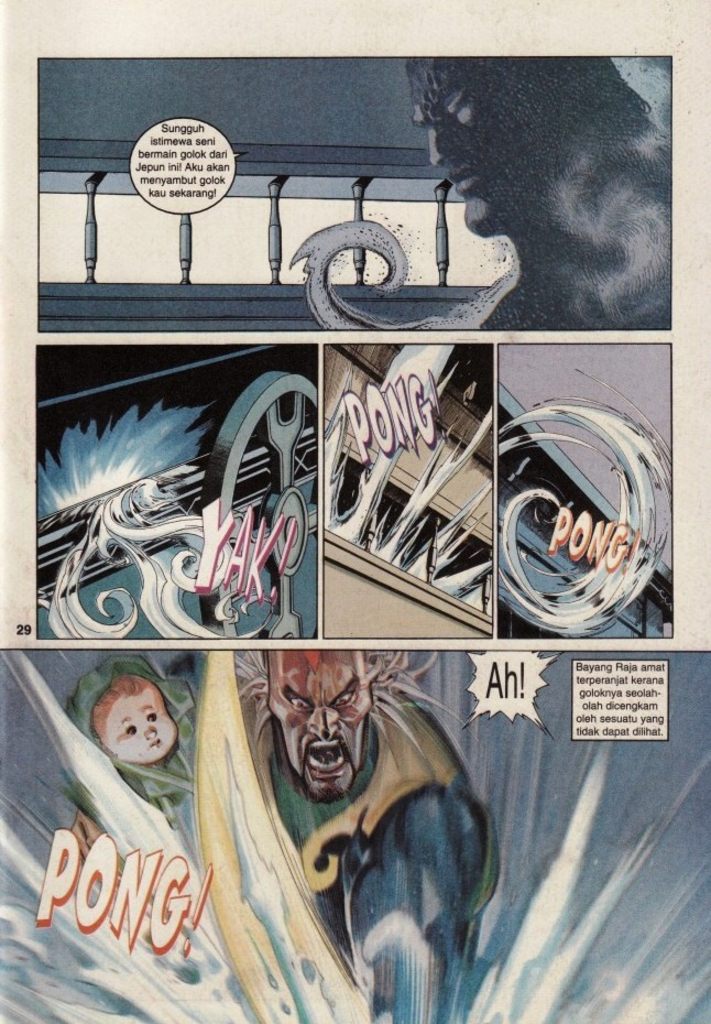 Sungguh
istimewa seni
bermain golok dari
Jepun ini! Aku akan
menyambut golok
kau sekarang!
YAK!
PONG!
PONG!
29
Ah!
Bayang Raja amat
terperanjat kerana
goloknya seolah-
olah dicengkam
oleh sesuatu yang
tidak dapat dilihat.
PONG!